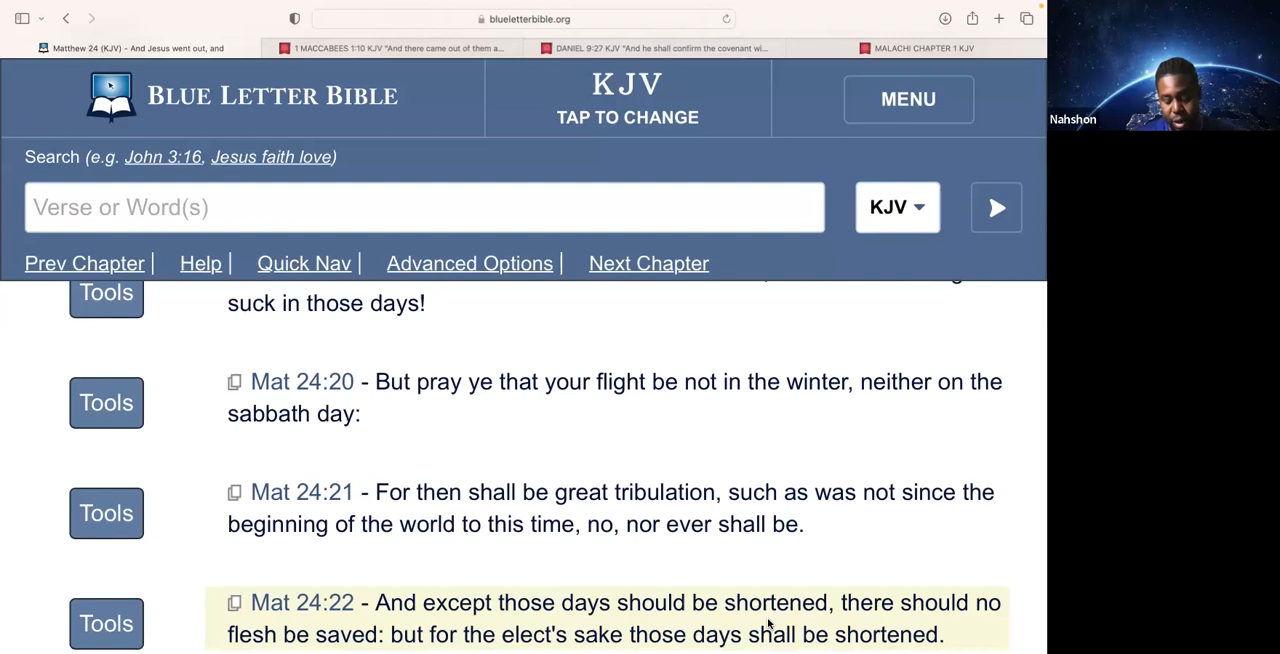 blueletterbible.org
Matthew 24 (KJV) - And Jesus went out, and
1 MACCABEES 1:10 KJV "And there came out of them a...
DANIEL 9:27 KJV "And he shall confirm the covenant wi...
MALACHI CHAPTER 1 KJV
BLUE LETTER BIBLE
KJV
TAP TO CHANGE
MENU
Search (e.g. John 3:16, Jesus faith love)
Verse or Word(s)
KJV
Prev Chapter | Help | Quick Nav | Advanced Options | Next Chapter
Tools
suck in those days!
Tools
Mat 24:20 - But pray ye that your flight be not in the winter, neither on the
sabbath day:
Tools
Mat 24:21 - For then shall be great tribulation, such as was not since the
beginning of the world to this time, no, nor ever shall be.
Tools
Mat 24:22 - And except those days should be shortened, there should no
flesh be saved: but for the elect's sake those days shall be shortened.
Nahshon